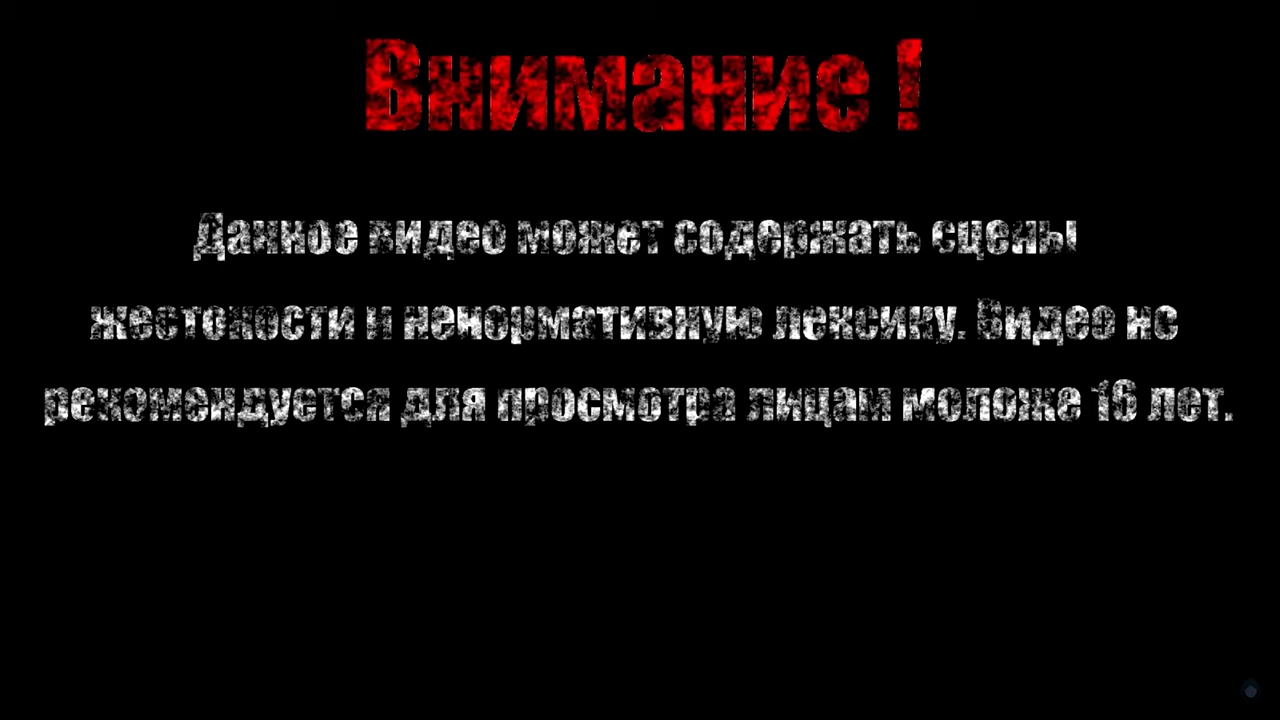 Внимание !
Данное видео может содержать сцены
жестокости и ненормативную лексику. Видео не
рекомендуется для просмотра лицам моложе 16 лет.